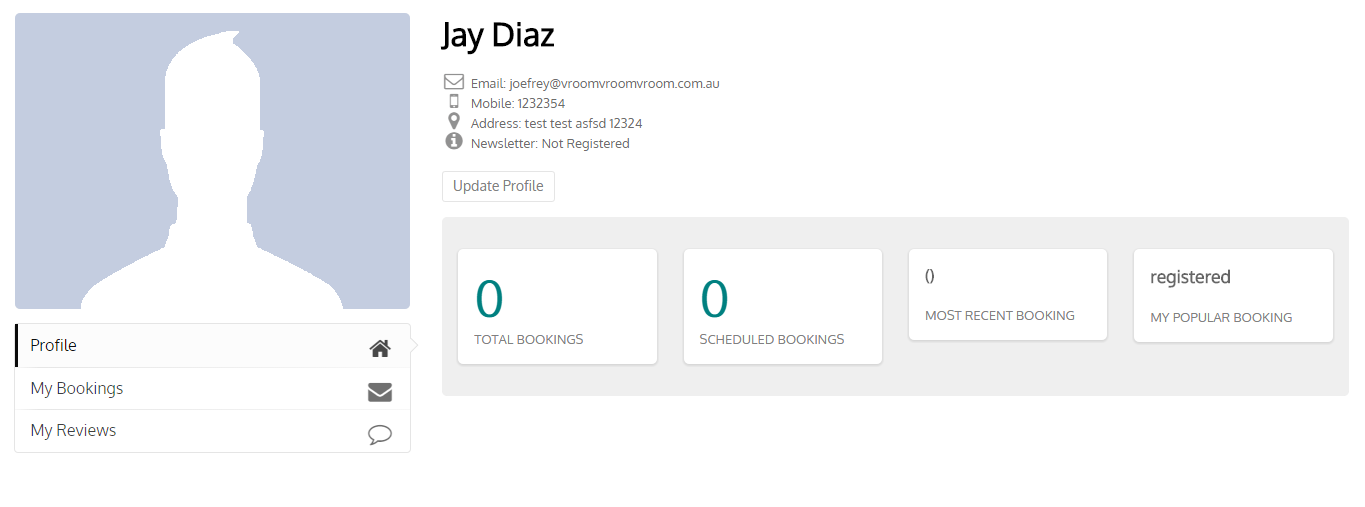 Jay Diaz
Email: joefrey@vroomvroomvroom.com.au
Mobile: 1232354
Address: test test asfsd 12324
Newsletter: Not Registered
Update Profile
0
TOTAL BOOKINGS
0
SCHEDULED BOOKINGS
()
MOST RECENT BOOKING
registered
MY POPULAR BOOKING
Profile
My Bookings
My Reviews